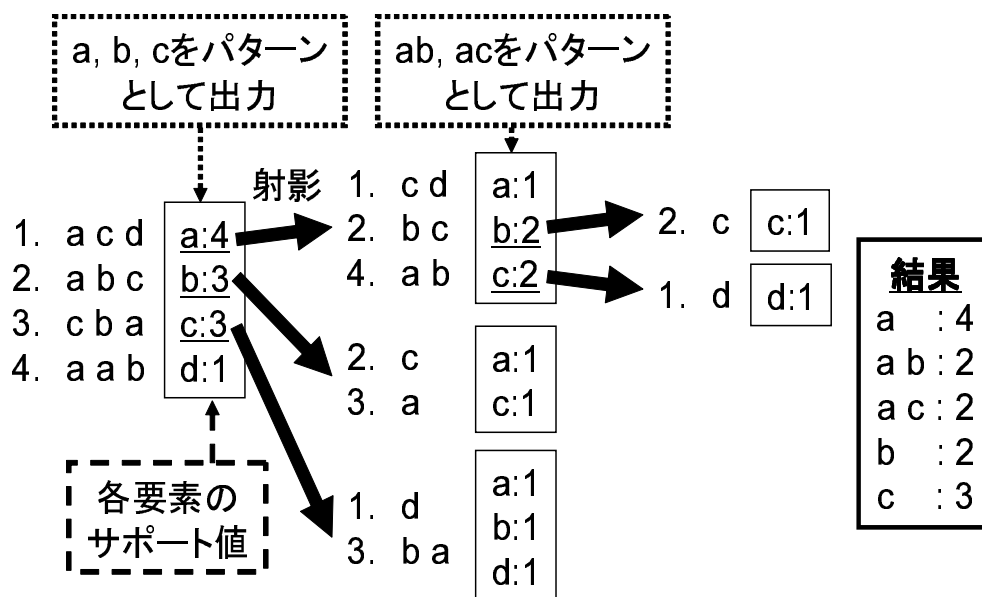 a, b, cをパターン
として出力
ab, acをパターン
として出力
射影
1. a c d
2. a b c
3. c b a
4. a a b
a:4
b:3
c:3
d:1
各要素の
サポート値
1. c d
2. b c
4. a b
a:1
b:2
c:2
2. c
3. a
a:1
c:1
1. d
3. b a
a:1
b:1
d:1
2. c
c:1
1. d
d:1
結果
a : 4
a b : 2
a c : 2
b : 2
c : 3